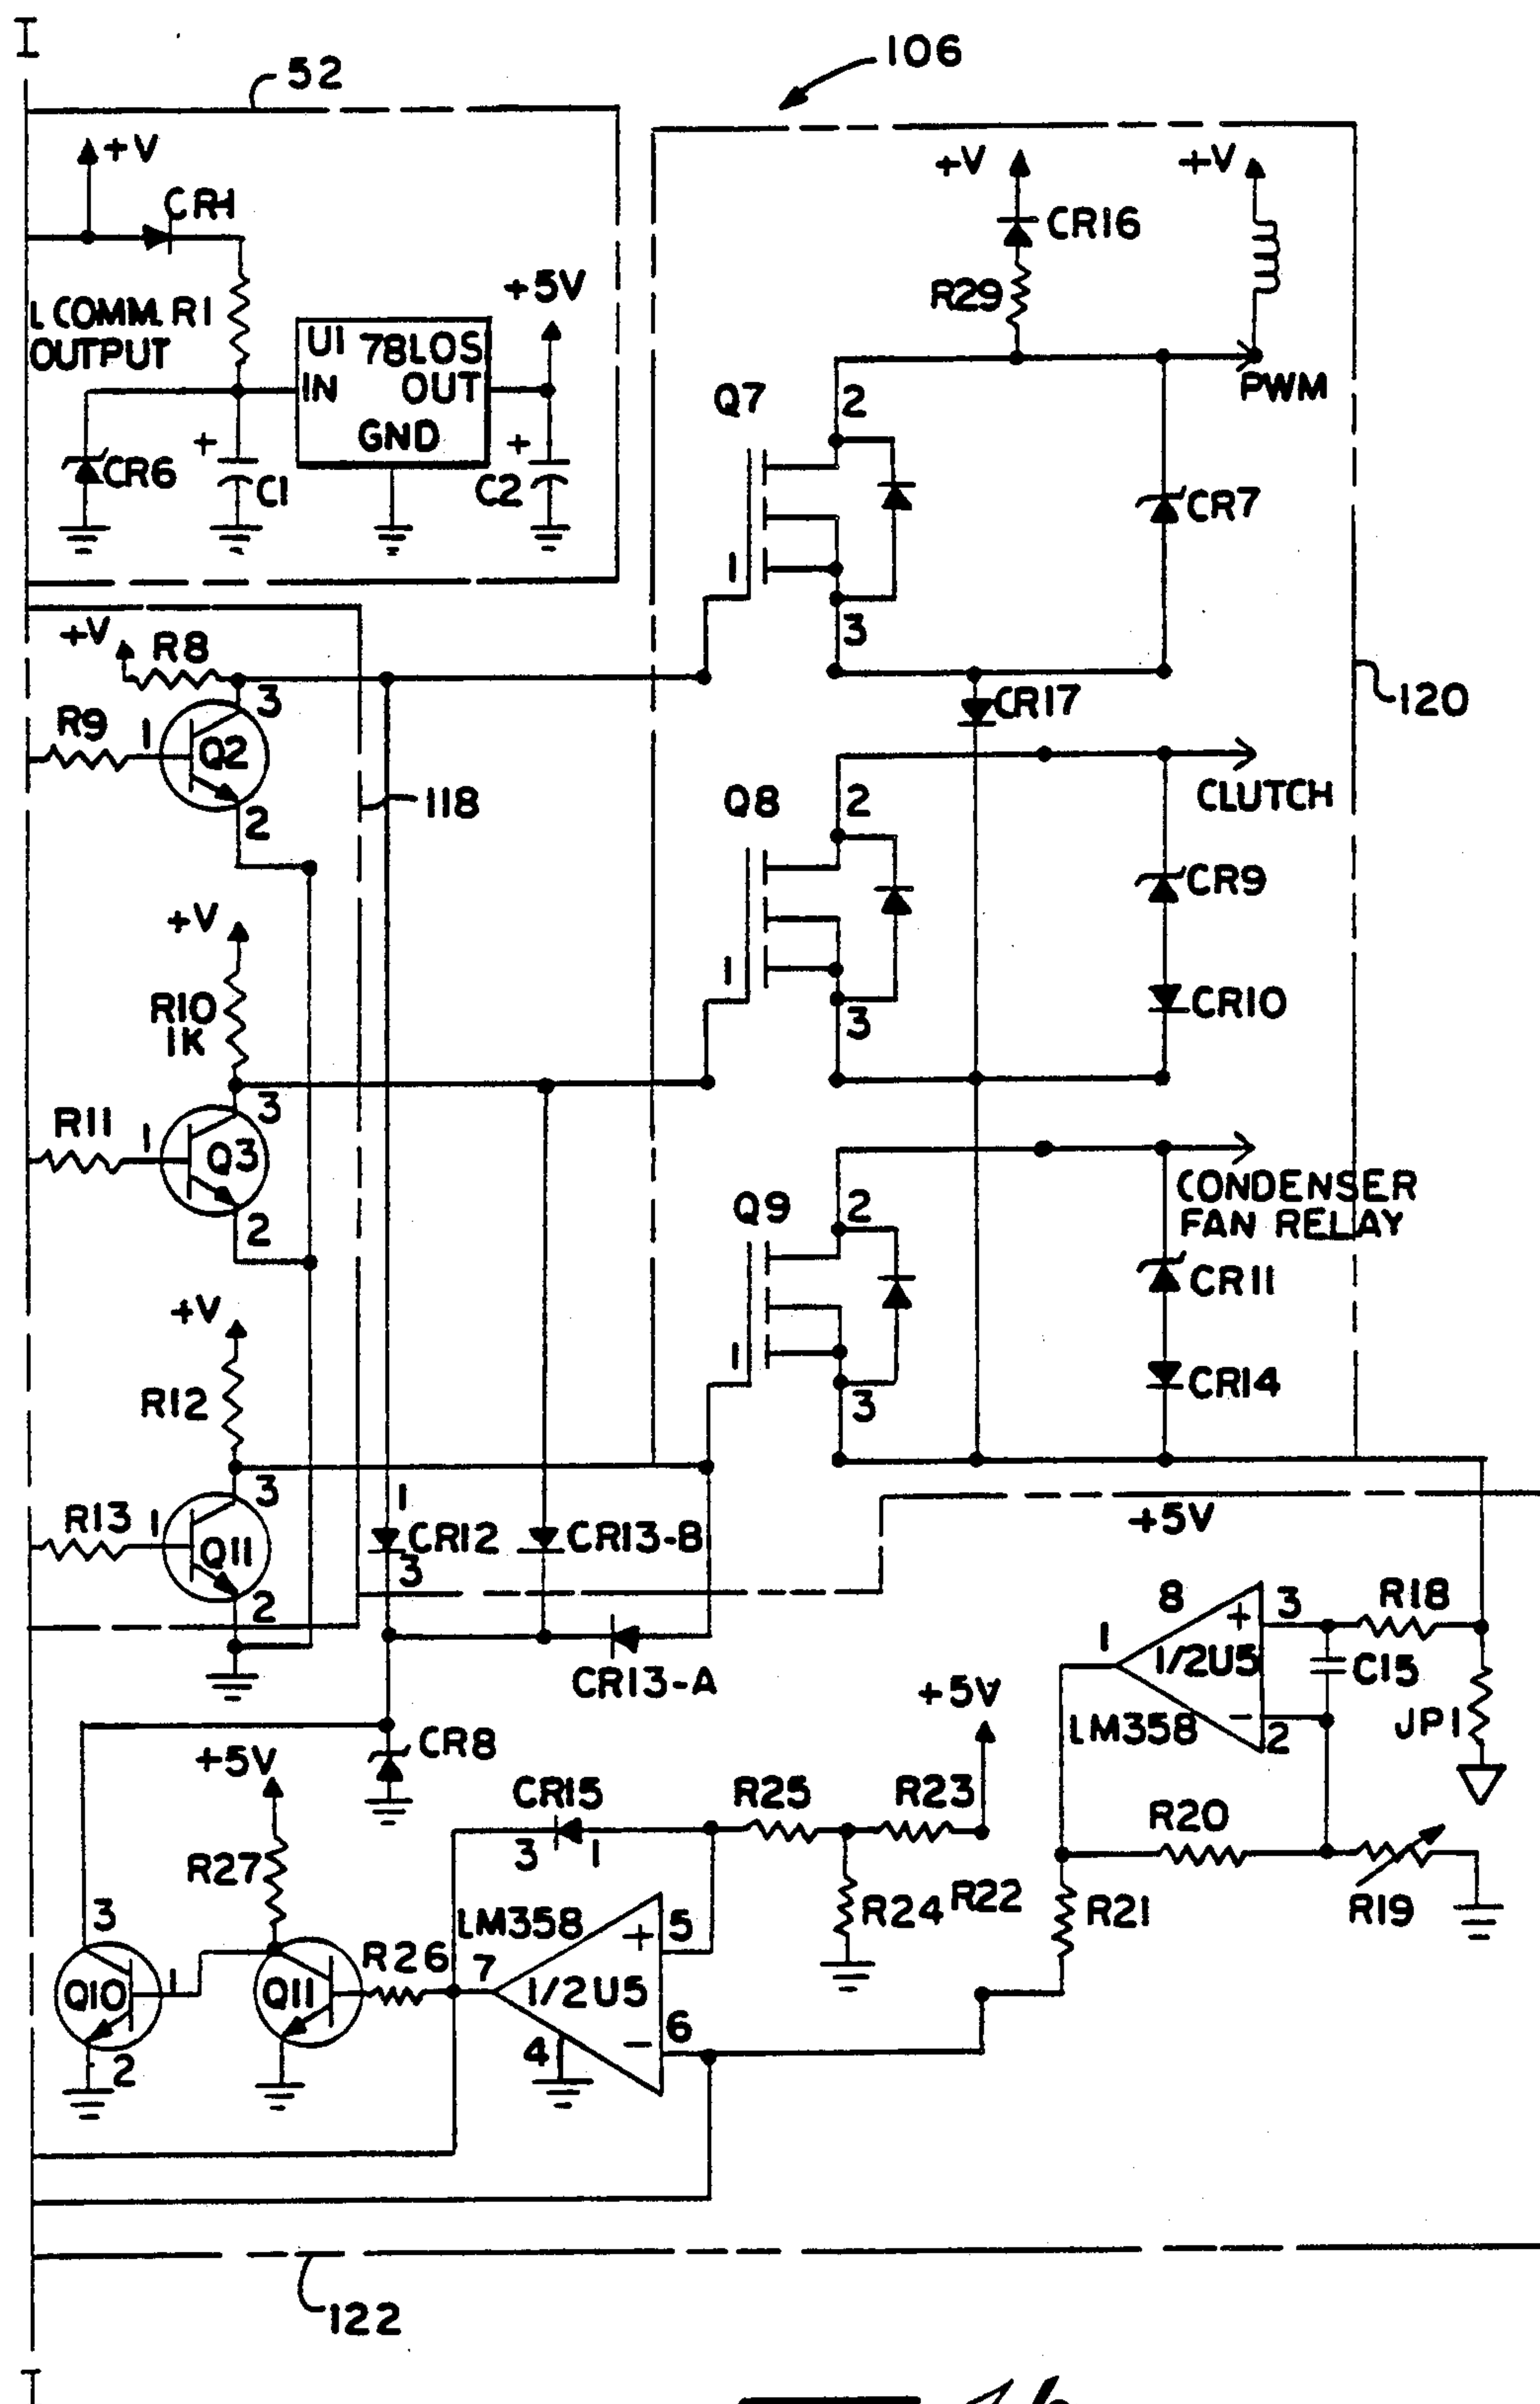 I
52
106
+V
CR1
L COMM. R1
OUTPUT
+5V
U1 78L0S
IN OUT
GND
+
+
CR6
C1
C2
+V
+V
CR16
R29
PWM
Q7
2
1
3
CR7
CR17
120
+V
R8
3
R9
1
Q2
2
118
Q8
2
1
3
CLUTCH
CR9
CR10
+V
R10
1K
3
R11
1
Q3
2
Q9
2
1
3
CONDENSER
FAN RELAY
CR11
CR14
+V
R12
3
R13
1
Q11
2
1
CR12
3
CR13-B
CR13-A
+5V
8
3
R18
1
+
1/2U5
C15
LM358
-
2
JP1
CR8
+5V
+5V
CR15
3
1
R25
R23
R20
R27
R24
R22
R21
R19
3
Q10
1
2
Q11
R26
7
LM358
+
5
1/2U5
-
6
4
122
I